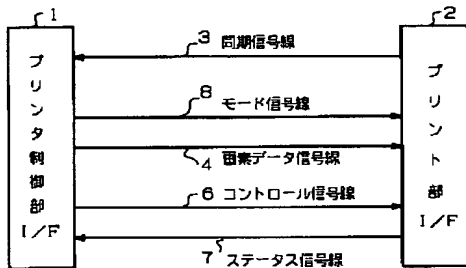 1
2
プリンタ制御部 I/F
プリント部 I/F
3 同期信号線
8 モード信号線
4 画素データ信号線
6 コントロール信号線
7 ステータス信号線